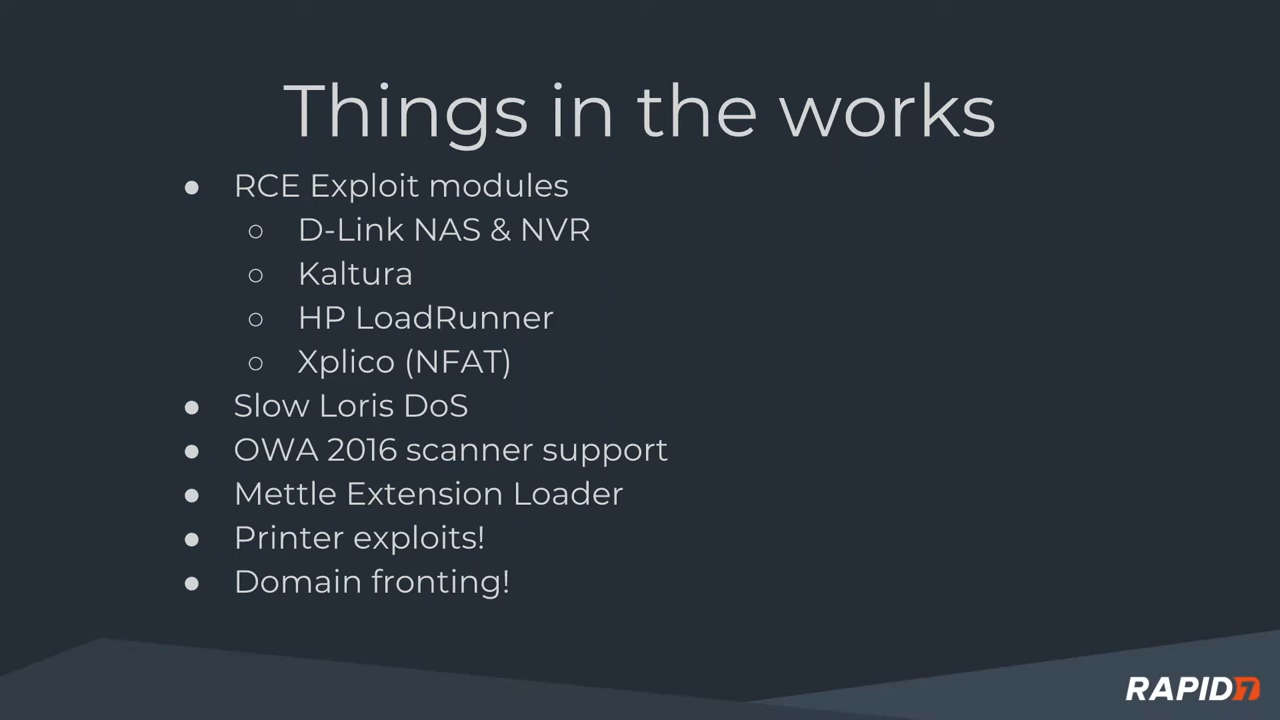 Things in the works
● RCE Exploit modules
○ D-Link NAS & NVR
○ Kaltura
○ HP LoadRunner
○ Xplico (NFAT)
● Slow Loris DoS
● OWA 2016 scanner support
● Mettle Extension Loader
● Printer exploits!
● Domain fronting!
RAPID7